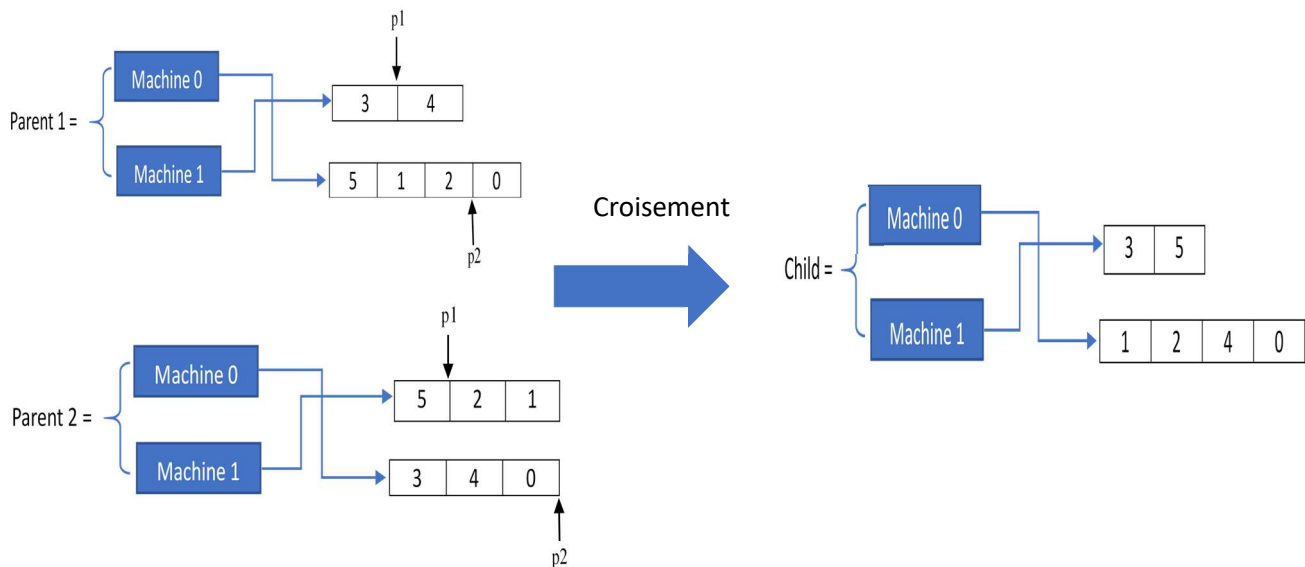 p1
Machine 0
3 4
Parent 1 =
Machine 1
5 1 2 0
p2
Croisement
p1
Machine 0
5 2 1
Parent 2 =
Machine 1
3 4 0
p2
Machine 0
3 5
Child =
Machine 1
1 2 4 0